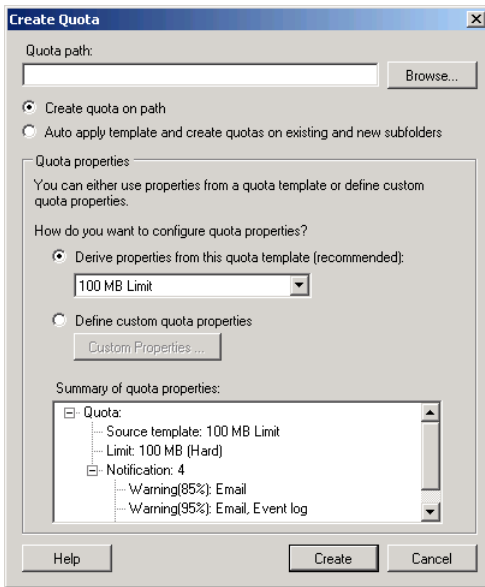 Create Quota
Quota path:
Browse...
Create quota on path
Auto apply template and create quotas on existing and new subfolders
Quota properties
You can either use properties from a quota template or define custom
quota properties.
How do you want to configure quota properties?
Derive properties from this quota template (recommended):
100 MB Limit
Define custom quota properties
Custom Properties ...
Summary of quota properties:
Quota:
Source template: 100 MB Limit
Limit: 100 MB (Hard)
Notification: 4
Warning(85%): Email
Warning(95%): Email, Event log
Help
Create
Cancel